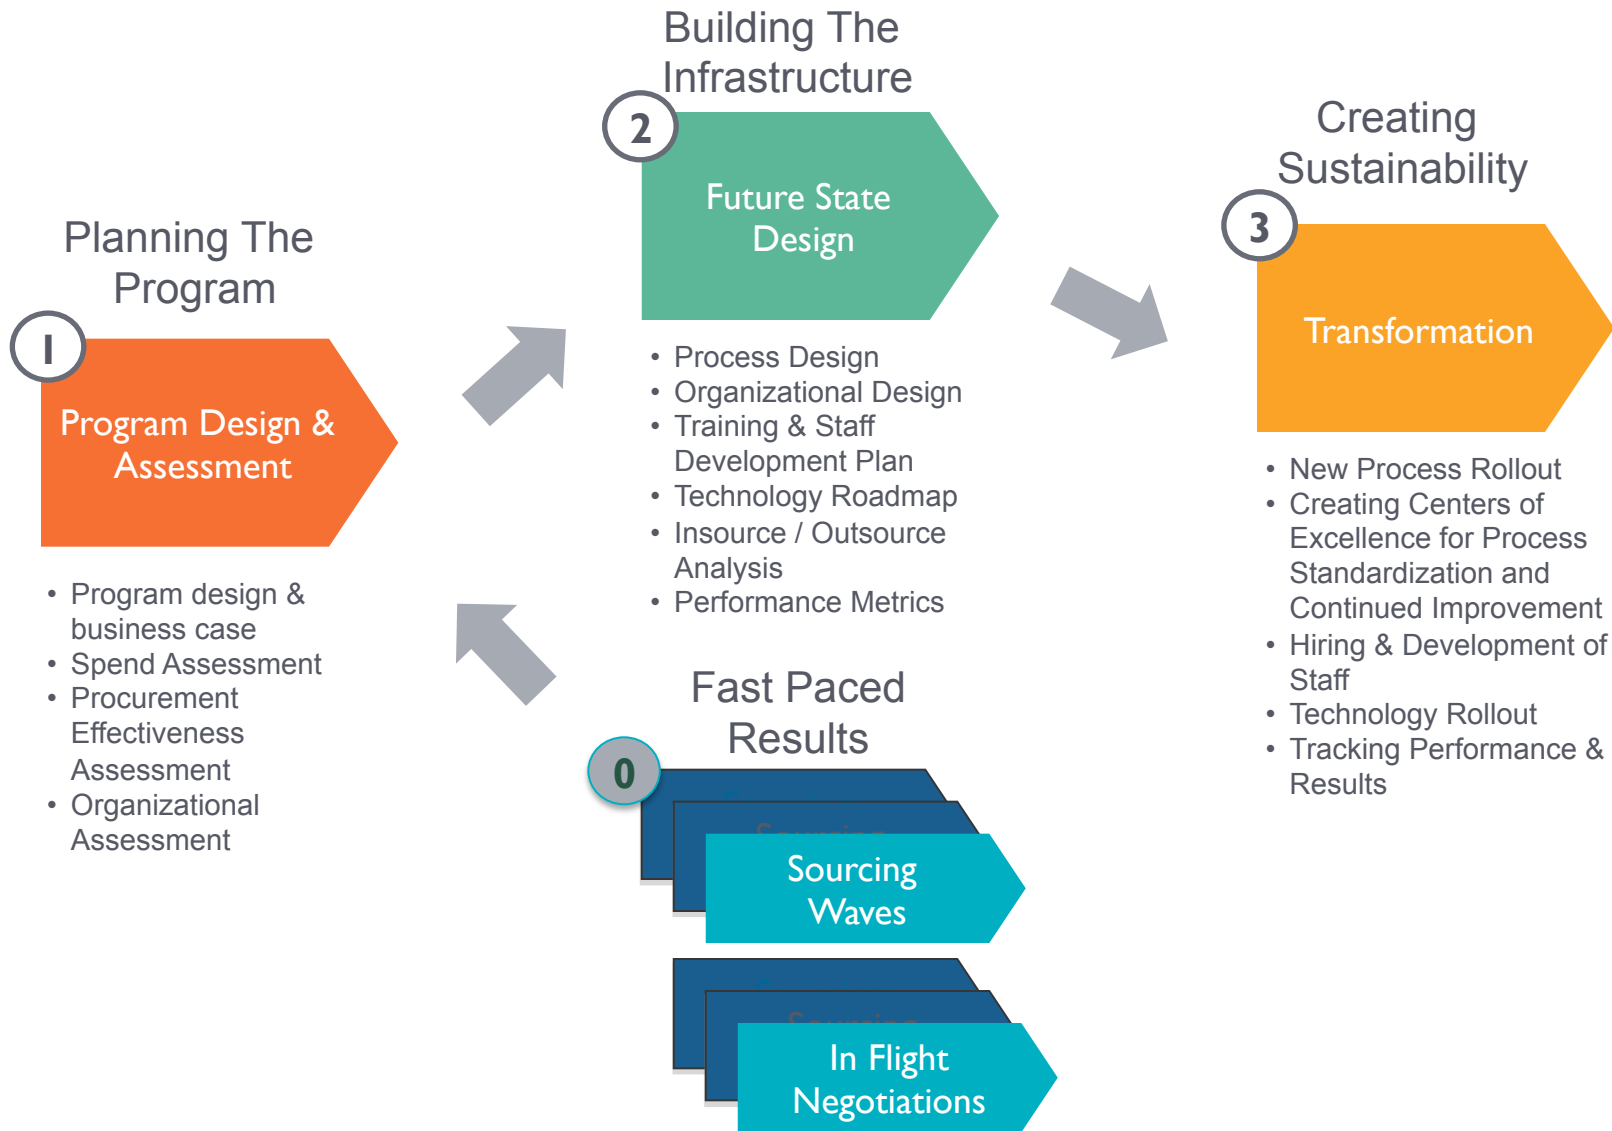 Planning The
Program
1
Program Design &
Assessment
• Program design &
business case
• Spend Assessment
• Procurement
Effectiveness
Assessment
• Organizational
Assessment
Building The
Infrastructure
2
Future State
Design
• Process Design
• Organizational Design
• Training & Staff
Development Plan
• Technology Roadmap
• Insource / Outsource
Analysis
• Performance Metrics
Creating
Sustainability
3
Transformation
• New Process Rollout
• Creating Centers of
Excellence for Process
Standardization and
Continued Improvement
• Hiring & Development of
Staff
• Technology Rollout
• Tracking Performance &
Results
Fast Paced
Results
0
Sourcing
Sourcing
Waves
Sourcing
In Flight
Negotiations